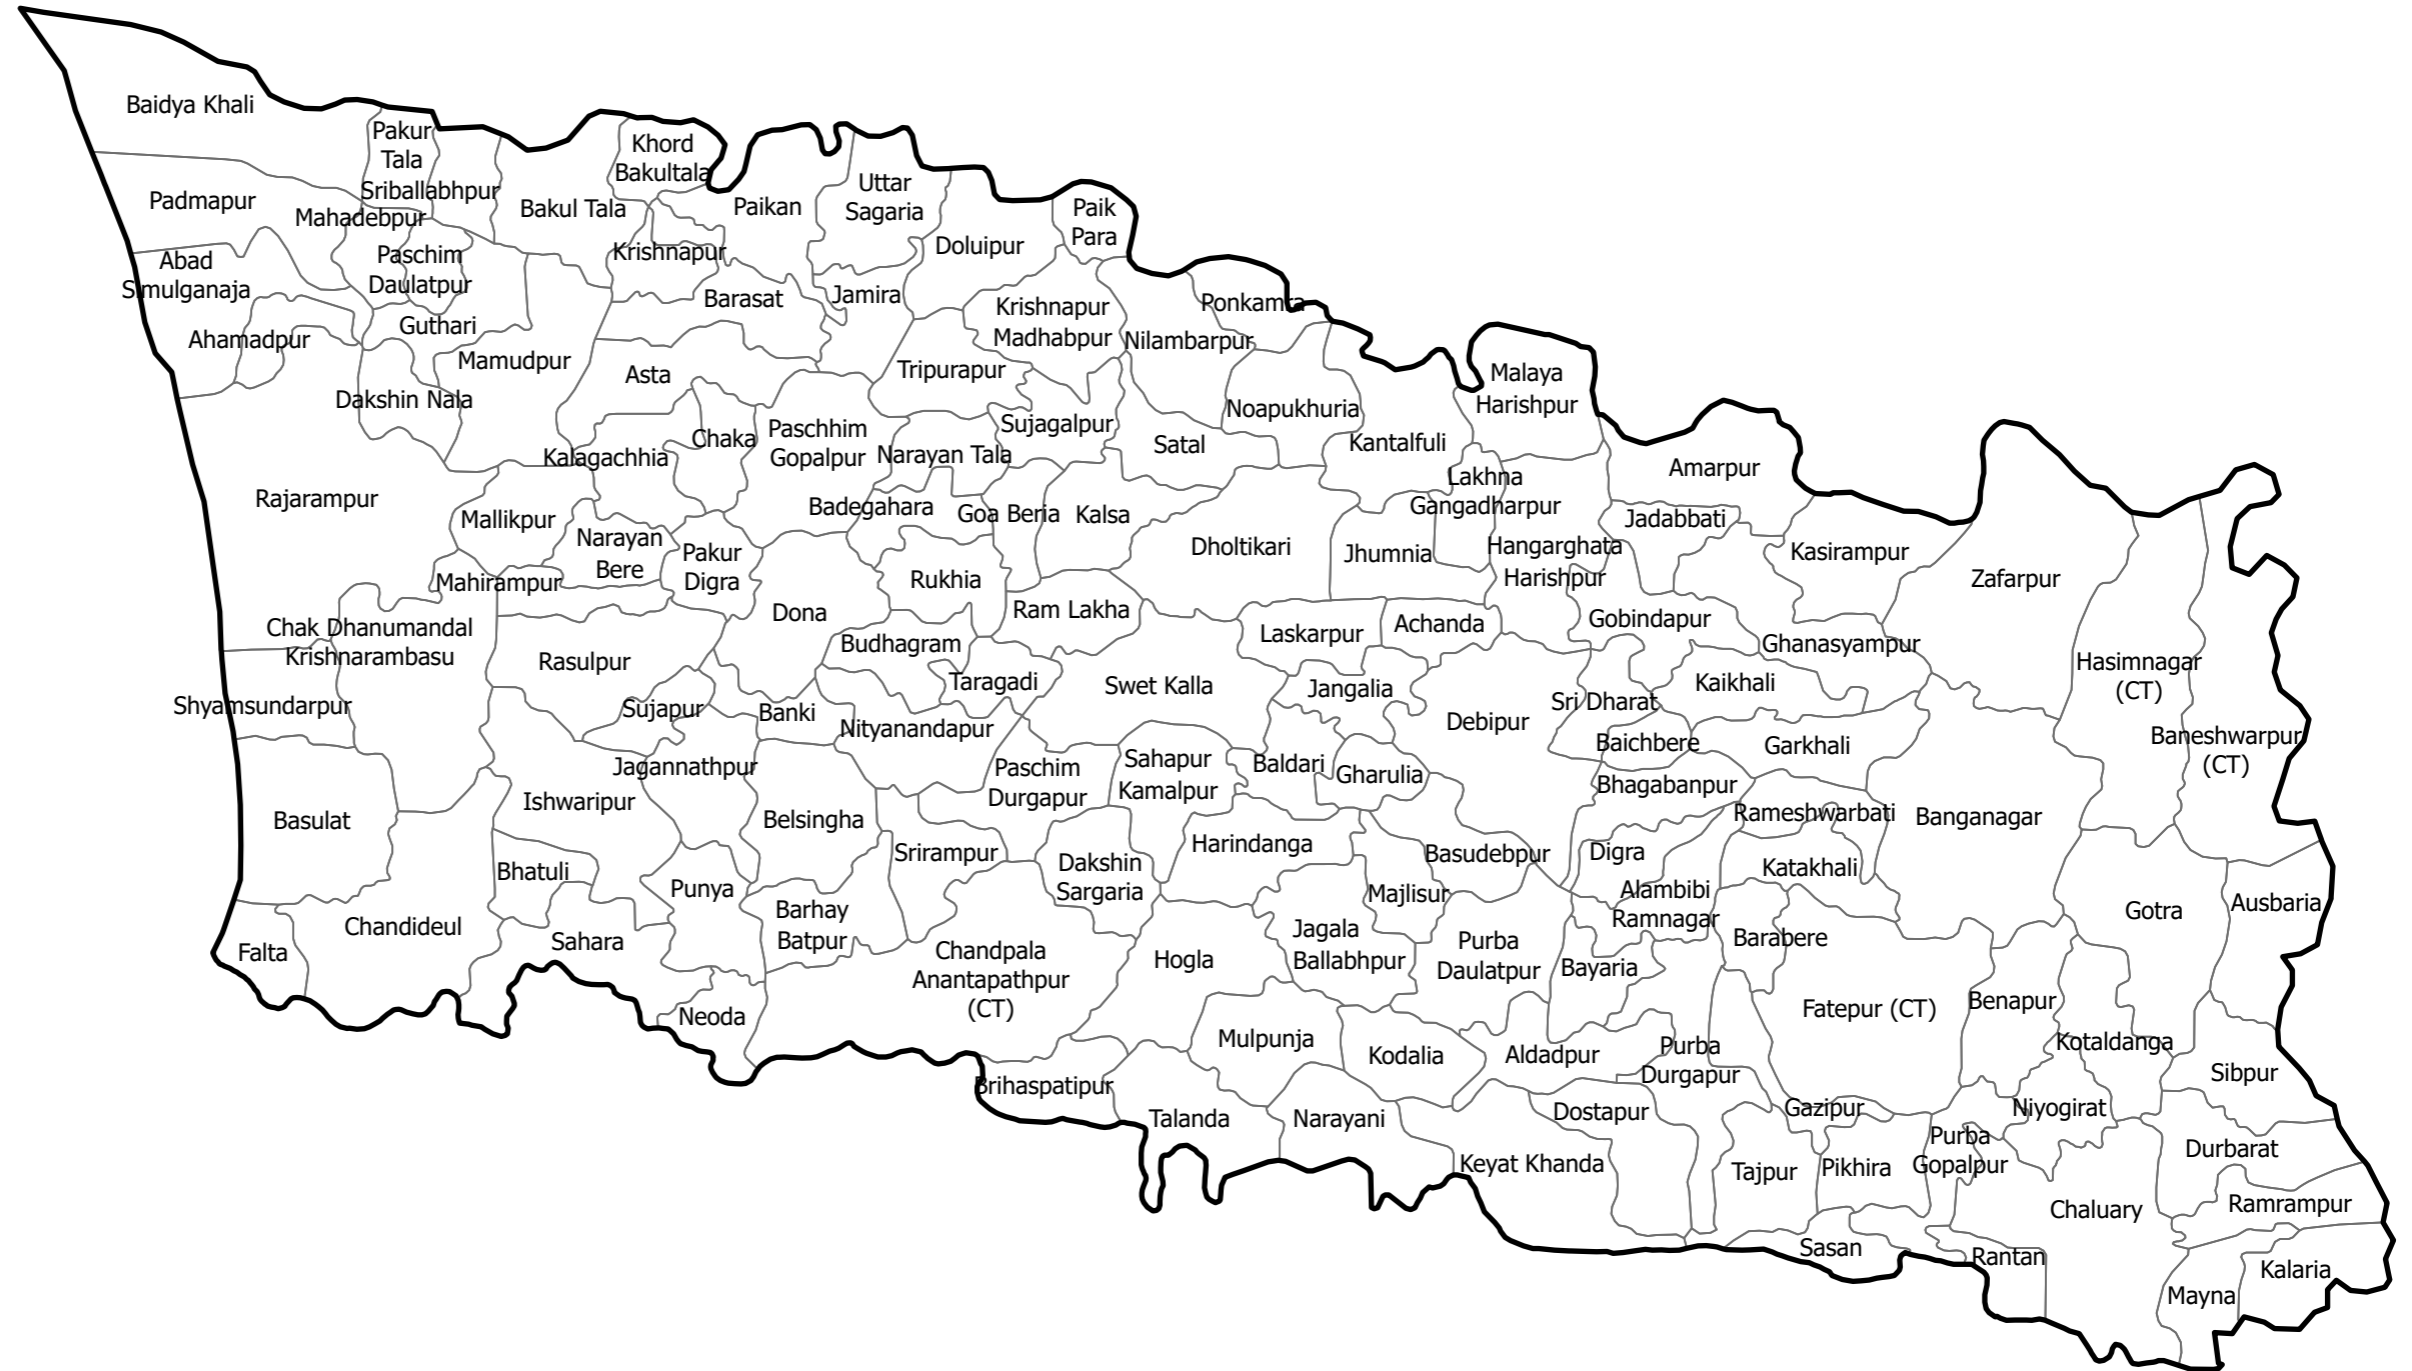 Baidya Khali
Pakur
Tala
Sriballabhpur
Khord
Bakultala
Padmapur
Mahadebpur
Bakul Tala
Paikan
Uttar
Sagaria
Paik
Para
Doluipur
Krishnapur
Abad
Simulganaja
Paschim
Daulatpur
Barasat
Jamira
Krishnapur
Madhabpur
Ponkamra
Ahamadpur
Guthari
Nilambarpur
Mamudpur
Asta
Tripurapur
Malaya
Harishpur
Dakshin Nala
Noapukhuria
Sujagalpur
Chaka
Paschhim
Gopalpur
Narayan Tala
Satal
Kantalfuli
Kalagachhia
Amarpur
Lakhna
Gangadharpur
Rajarampur
Badegahara
Goa Beria
Kalsa
Mallikpur
Jadabbati
Narayan
Bere
Pakur
Digra
Dholtikari
Jhumnia
Hangarghata
Harishpur
Kasirampur
Mahirampur
Rukhia
Zafarpur
Dona
Ram Lakha
Chak Dhanumandal
Krishnarambasu
Laskarpur
Achanda
Gobindapur
Budhagram
Ghanasyampur
Rasulpur
Hasimnagar
(CT)
Taragadi
Swet Kalla
Jangalia
Kaikhali
Shyamsundarpur
Sujapur
Banki
Sri Dharat
Nityanandapur
Debipur
Baichbere
Garkhali
Baneshwarpur
(CT)
Jagannathpur
Paschim
Durgapur
Sahapur
Kamalpur
Baldari
Gharulia
Bhagabanpur
Ishwaripur
Rameshwarbati
Banganagar
Basulat
Belsingha
Harindanga
Srirampur
Basudebpur
Digra
Bhatuli
Dakshin
Sargaria
Katakhali
Punya
Majlisur
Alambibi
Ramnagar
Ausbaria
Barhay
Batpur
Gotra
Chandideul
Jagala
Ballabhpur
Barabere
Falta
Sahara
Chandpala
Anantapathpur
(CT)
Hogla
Purba
Daulatpur
Bayaria
Neoda
Fatepur (CT)
Benapur
Mulpunja
Kodalia
Aldadpur
Purba
Durgapur
Kotaldanga
Sibpur
Brihaspatipur
Talanda
Narayani
Dostapur
Gazipur
Niyogirat
Purba
Gopalpur
Durbarat
Keyat Khanda
Tajpur
Pikhira
Chaluary
Ramrampur
Sasan
Rantan
Kalaria
Mayna